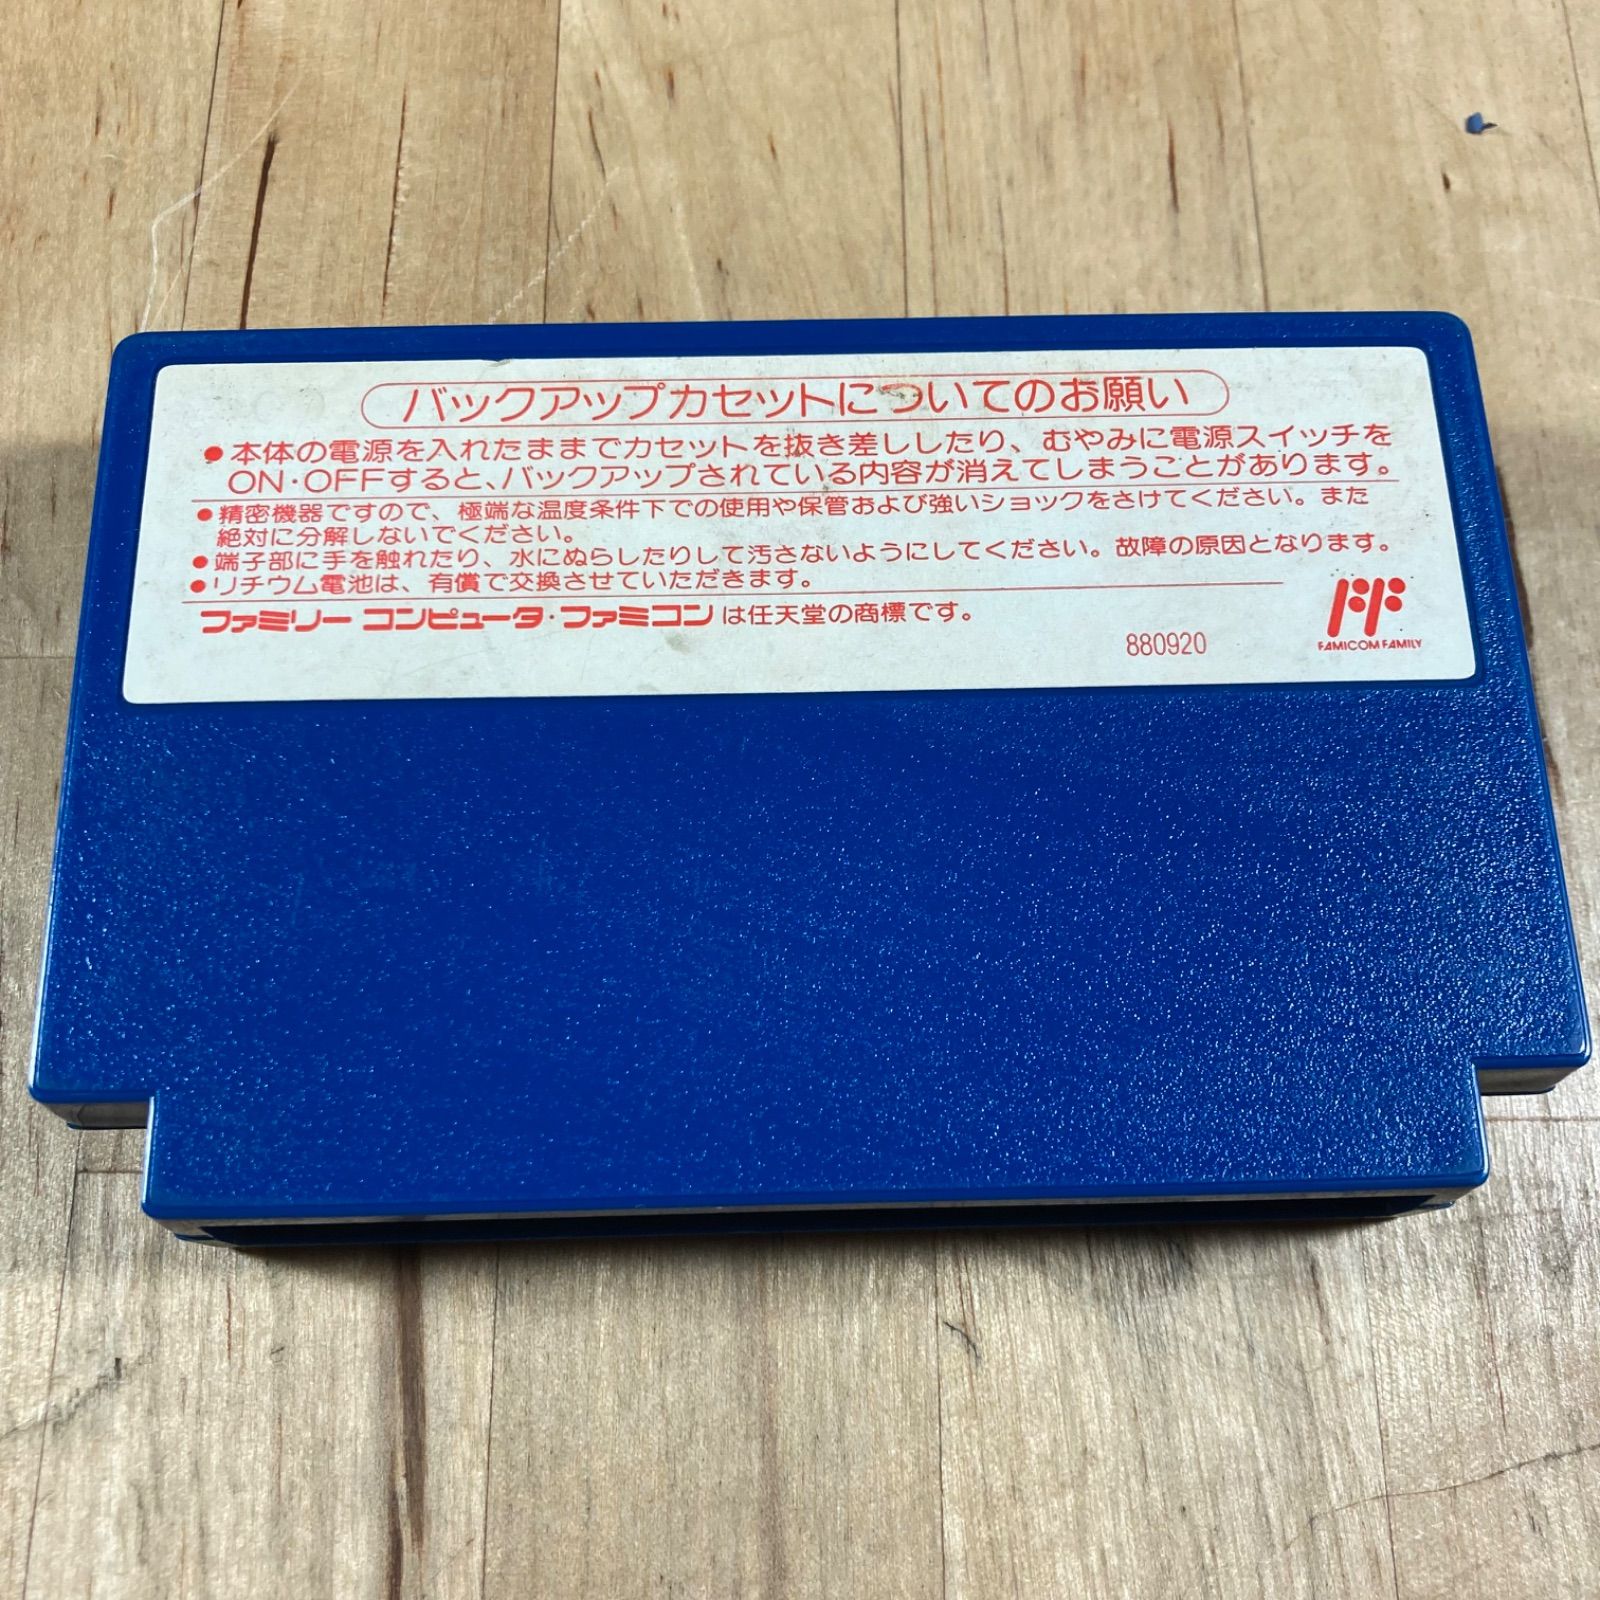 バックアップカセットについてのお願い
●本体の電源を入れたままでカセットを抜き差ししたり、むやみに電源スイッチを
ON・OFFすると、バックアップされている内容が消えてしまうことがあります。
●精密機器ですので、極端な温度条件下での使用や保管および強いショックをさけてください。また
絶対に分解しないでください。
●端子部に手を触れたり、水にぬらしたりして汚さないようにしてください。故障の原因となります。
●リチウム電池は、有償で交換させていただきます。
ファミリーコンピュータ・ファミコンは任天堂の商標です。
880920
FAMICOM FAMILY